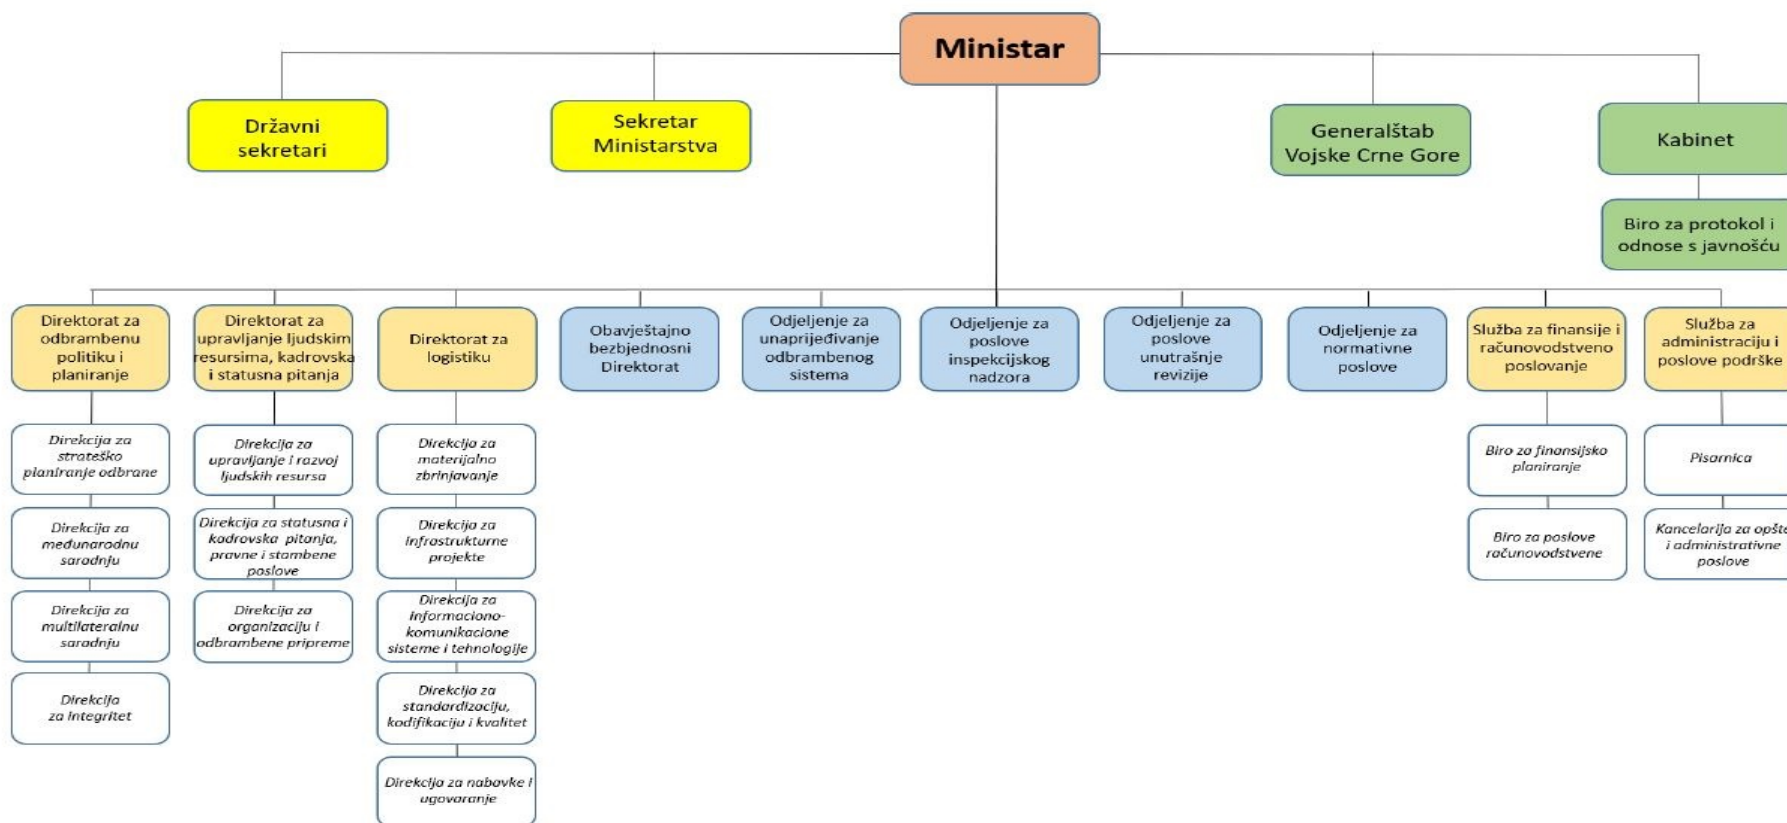 Ministar
Državni
sekretari
Sekretar
Ministarstva
Generalštab
Vojske Crne Gore
Kabinet
Biro za protokol i
odnose s javnošću
Direktorat za
odbrambenu
politiku i
planiranje
Direktorat za
upravljanje ljudskim
resursima, kadrovska
i statusna pitanja
Direktorat za
logistiku
Obavještajno
bezbjednosni
Direktorat
Odjeljenje za
unaprijeđivanje
odbrambenog
sistema
Odjeljenje za
poslove
inspekcijskog
nadzora
Odjeljenje za
poslove
unutrašnje
revizije
Odjeljenje za
normativne
poslove
Služba za finansije i
računovodstveno
poslovanje
Služba za
administraciju i
poslove podrške
Direkcija za
strateško
planiranje odbrane
Direkcija za
međunarodnu
saradnju
Direkcija za
multilateralnu
saradnju
Direkcija
za integritet
Direkcija za
upravljanje i razvoj
ljudskih resursa
Direkcija za statusna i
kadrovska pitanja,
pravne i stambene
poslove
Direkcija za
organizaciju i
odbrambene pripreme
Direkcija za
materijalno
zbrinjavanje
Direkcija za
infrastrukturne
projekte
Direkcija za
informaciono-
komunikacione
sisteme i tehnologije
Direkcija za
standardizaciju,
kodifikaciju i kvalitet
Direkcija za nabavke i
ugovaranje
Biro za finansijsko
planiranje
Biro za poslove
računovodstvene
Pisarnica
Kancelarija za opšte
i administrativne
poslove